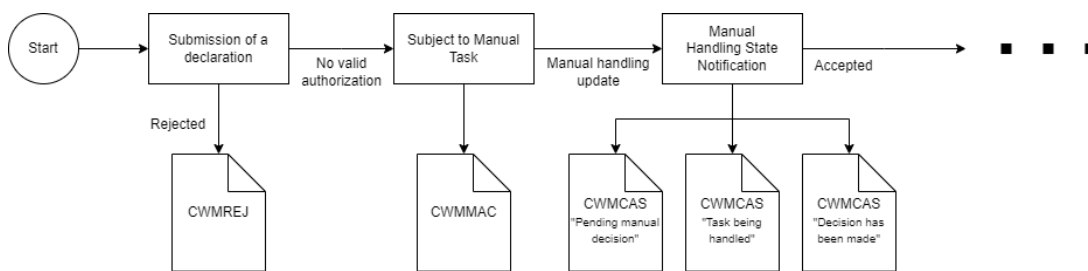 Start
Submission of a
declaration
No valid
authorization
Subject to Manual
Task
Manual handling
update
Manual
Handling State
Notification
Accepted
Rejected
CWMREJ
CWMMAC
CWMCAS
"Pending manual
decision"
CWMCAS
"Task being
handled"
CWMCAS
"Decision has
been made"